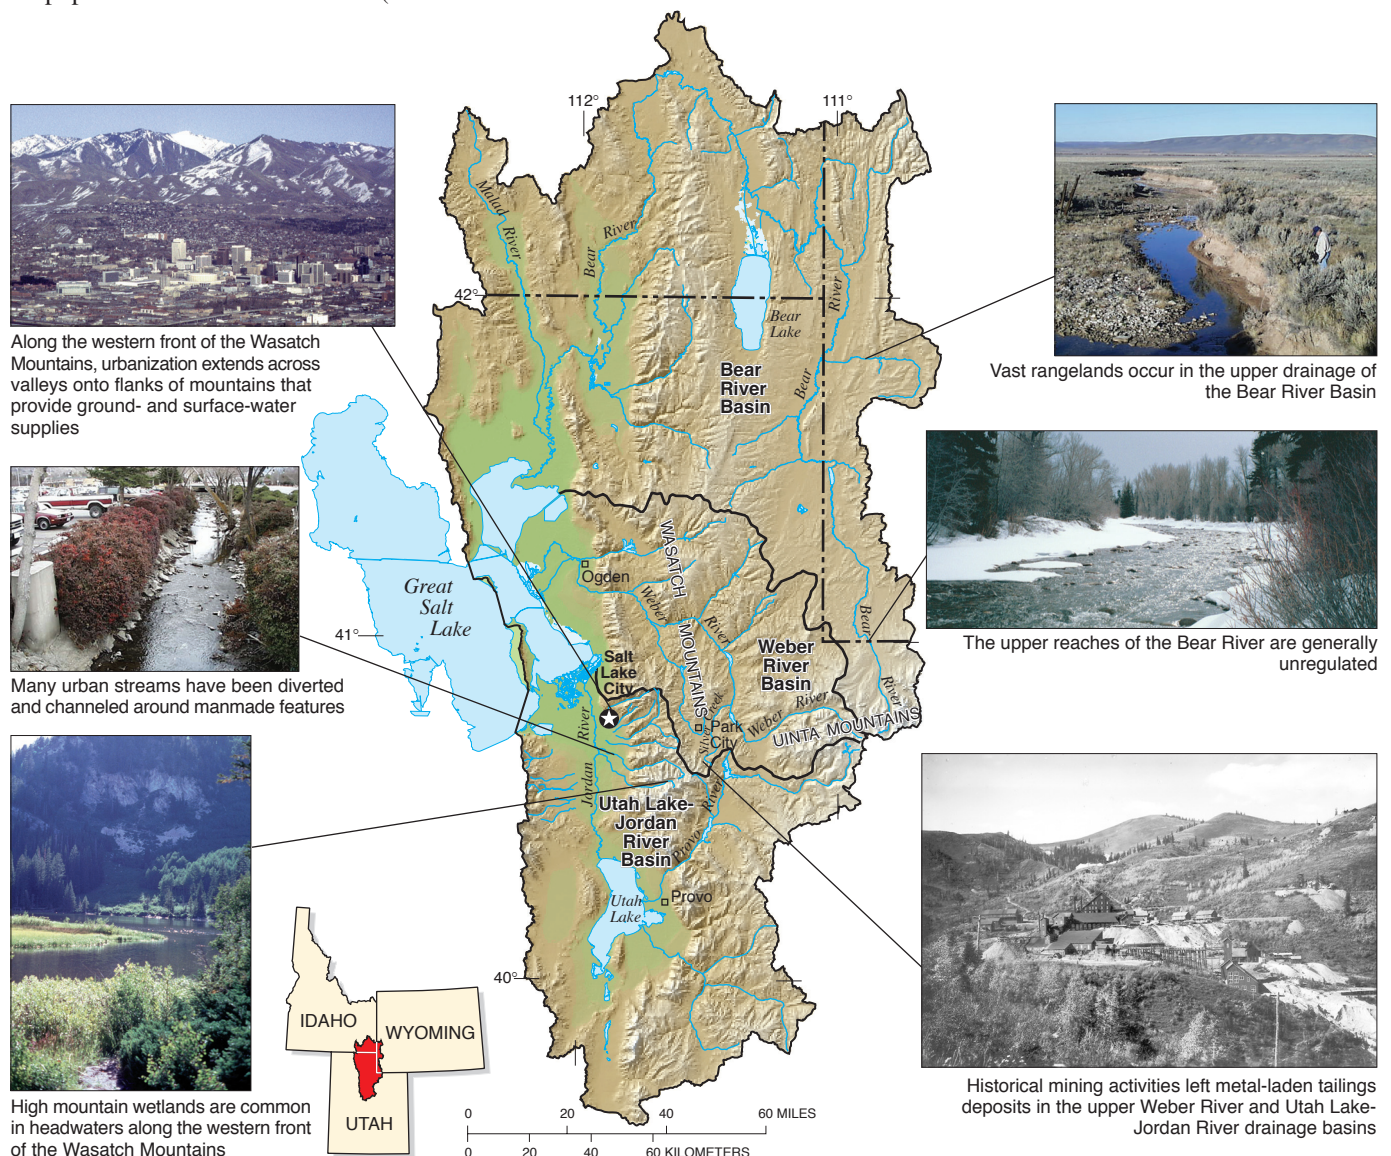 112°
111°
Malad
River
Bear
River
42°
Bear
Lake
River
Bear
River
Basin
Bear
Along the western front of the Wasatch
Mountains, urbanization extends across
valleys onto flanks of mountains that
provide ground- and surface-water
supplies
Vast rangelands occur in the upper drainage of
the Bear River Basin
WASATCH
MOUNTAINS
Ogden
Weber
River
Great
Salt
Lake
41°
Salt
Lake
City
Weber
River
Basin
Bear
River
The upper reaches of the Bear River are generally
unregulated
Many urban streams have been diverted
and channeled around manmade features
River
Jordan
Silver Creek
Park
City
Weber
River
UINTA MOUNTAINS
Utah Lake-
Jordan
River
Basin
Provo
River
Utah
Lake
Provo
40°
IDAHO
WYOMING
UTAH
High mountain wetlands are common
in headwaters along the western front
of the Wasatch Mountains
Historical mining activities left metal-laden tailings
deposits in the upper Weber River and Utah Lake-
Jordan River drainage basins
0 20 40 60 MILES
0 20 40 60 KILOMETERS